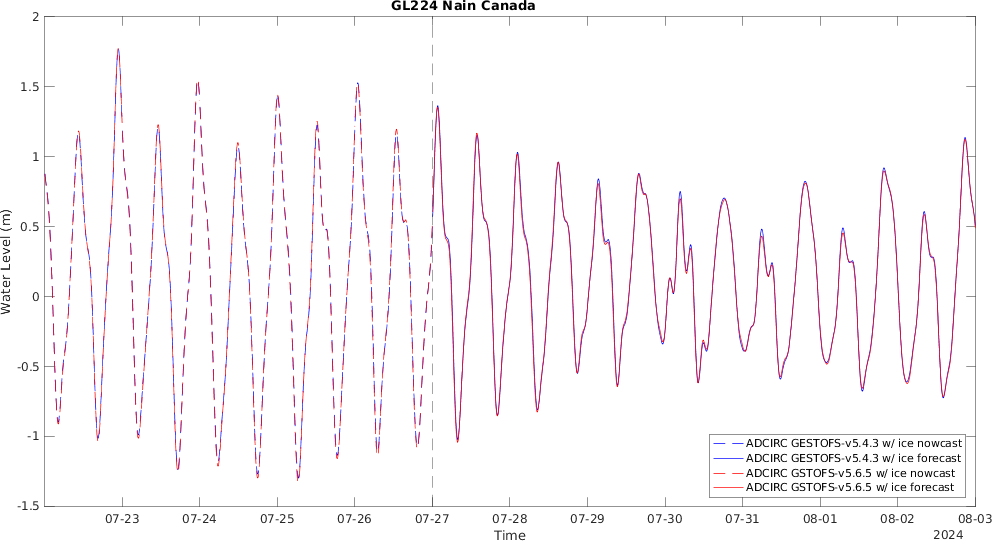 GL224 Nain Canada
2
1.5
1
0.5
0
-0.5
-1
-1.5
Water Level (m)
ADCIRC GESTOFS-v5.4.3 w/ ice nowcast
ADCIRC GESTOFS-v5.4.3 w/ ice forecast
ADCIRC GSTOFS-v5.6.5 w/ ice nowcast
ADCIRC GSTOFS-v5.6.5 w/ ice forecast
07-23 07-24 07-25 07-26 07-27 07-28 07-29 07-30 07-31 08-01 08-02 08-03
Time
2024